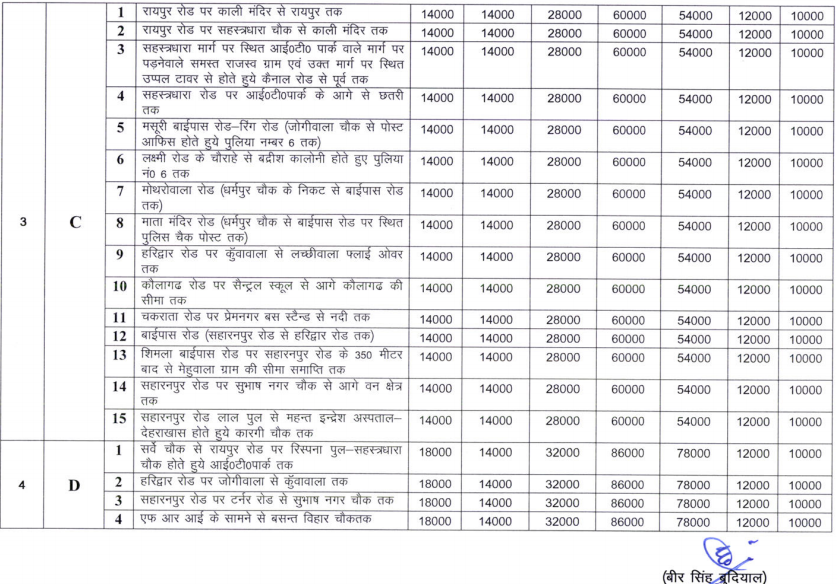 1 रायपुर रोड पर काली मंदिर से रायपुर तक 14000 14000 28000 60000 54000 12000 10000
2 रायपुर रोड पर सहस्त्रधारा चौक से काली मंदिर तक 14000 14000 28000 60000 54000 12000 10000
3 सहस्त्रधारा मार्ग पर स्थित आई0टी0 पार्क वाले मार्ग पर
पड़नेवाले समस्त राजस्व ग्राम एवं उक्त मार्ग पर स्थित
उप्पल टावर से होते हुये कैनाल रोड से पूर्व तक
14000 14000 28000 60000 54000 12000 10000
4 सहस्त्रधारा रोड पर आई0टी0पार्क के आगे से छतरी
तक
14000 14000 28000 60000 54000 12000 10000
5 मसूरी बाईपास रोड–रिंग रोड (जोगीवाला चौक से पोस्ट
आफिस होते हुये पुलिया नम्बर 6 तक)
14000 14000 28000 60000 54000 12000 10000
6 लक्ष्मी रोड के चौराहे से बद्रीश कालोनी होते हुए पुलिया
नं0 6 तक
14000 14000 28000 60000 54000 12000 10000
7 मोथरोवाला रोड (धर्मपुर चौक के निकट से बाईपास रोड
तक)
14000 14000 28000 60000 54000 12000 10000
3 C
8 माता मंदिर रोड (धर्मपुर चौक से बाईपास रोड पर स्थित
पुलिस चैक पोस्ट तक)
14000 14000 28000 60000 54000 12000 10000
9 हरिद्वार रोड पर कुँवावाला से लच्छीवाला फ्लाई ओवर
तक
14000 14000 28000 60000 54000 12000 10000
10 कौलागढ रोड पर सैन्ट्रल स्कूल से आगे कौलागढ की
सीमा तक
14000 14000 28000 60000 54000 12000 10000
11 चकराता रोड पर प्रेमनगर बस स्टैन्ड से नदी तक 14000 14000 28000 60000 54000 12000 10000
12 बाईपास रोड (सहारनपुर रोड से हरिद्वार रोड तक) 14000 14000 28000 60000 54000 12000 10000
13 शिमला बाईपास रोड पर सहारनपुर रोड के 350 मीटर
बाद से मेहुवाला ग्राम की सीमा समाप्ति तक
14000 14000 28000 60000 54000 12000 10000
14 सहारनपुर रोड पर सुभाष नगर चौक से आगे वन क्षेत्र
तक
14000 14000 28000 60000 54000 12000 10000
15 सहारनपुर रोड लाल पुल से महन्त इन्द्रेश अस्पताल–
देहराखास होते हुये कारगी चौक तक
14000 14000 28000 60000 54000 12000 10000
4 D
1 सर्वे चौक से रायपुर रोड पर रिस्पना पुल–सहस्त्रधारा
चौक होते हुये आई0टी0पार्क तक
18000 14000 32000 86000 78000 12000 10000
2 हरिद्वार रोड पर जोगीवाला से कुँवावाला तक 18000 14000 32000 86000 78000 12000 10000
3 सहारनपुर रोड पर टर्नर रोड से सुभाष नगर चौक तक 18000 14000 32000 86000 78000 12000 10000
4 एफ आर आई के सामने से बसन्त विहार चौकतक 18000 14000 32000 86000 78000 12000 10000
(बीर सिंह बुदियाल)